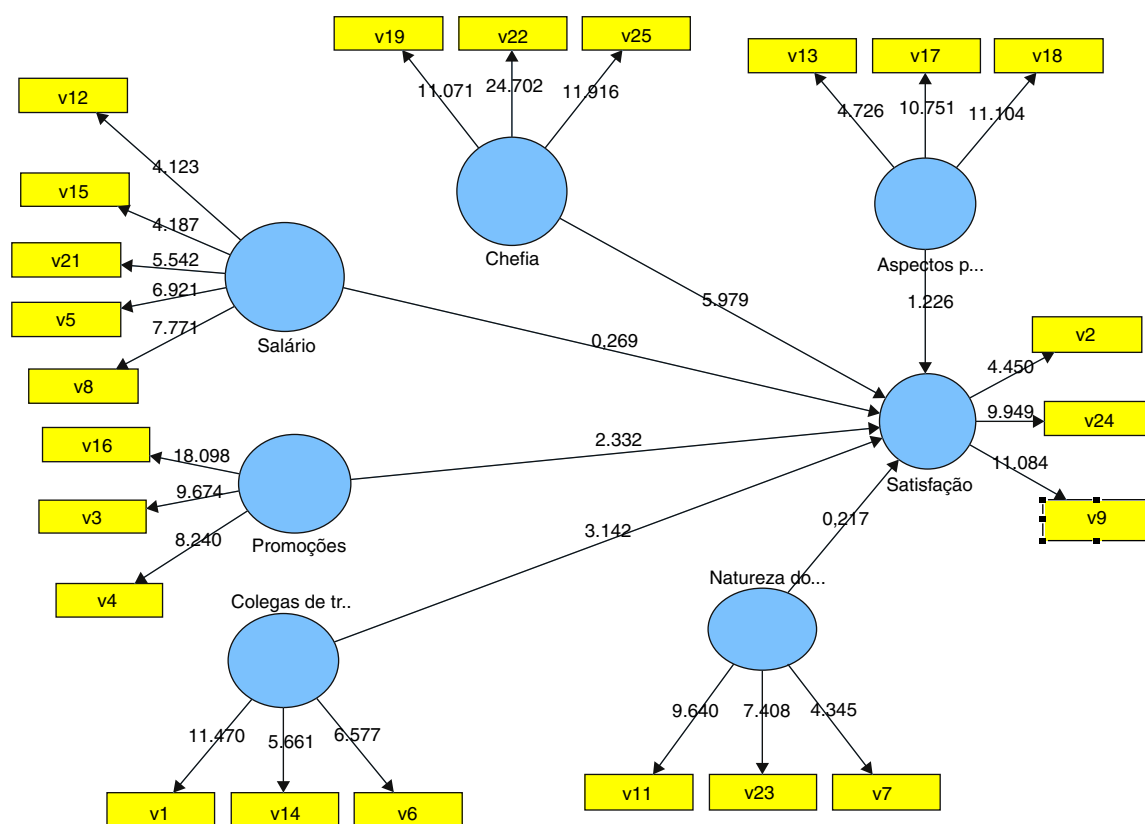 v19
v22
v25
v13
v17
v18
11.071
24.702
11.916
4.726
10.751
11.104
v12
4.123
v15
4.187
v21
5.542
v5
6.921
v8
7.771
Salário
Chefia
Aspectos p...
5.979
1.226
0,269
v2
4.450
v24
9.949
11.084
v9
Satisfação
v16
18.098
v3
9.674
v4
8.240
Promoções
2.332
3.142
0,217
Colegas de tr..
Natureza do...
11.470
5.661
6.577
9.640
7.408
4.345
v1
v14
v6
v11
v23
v7